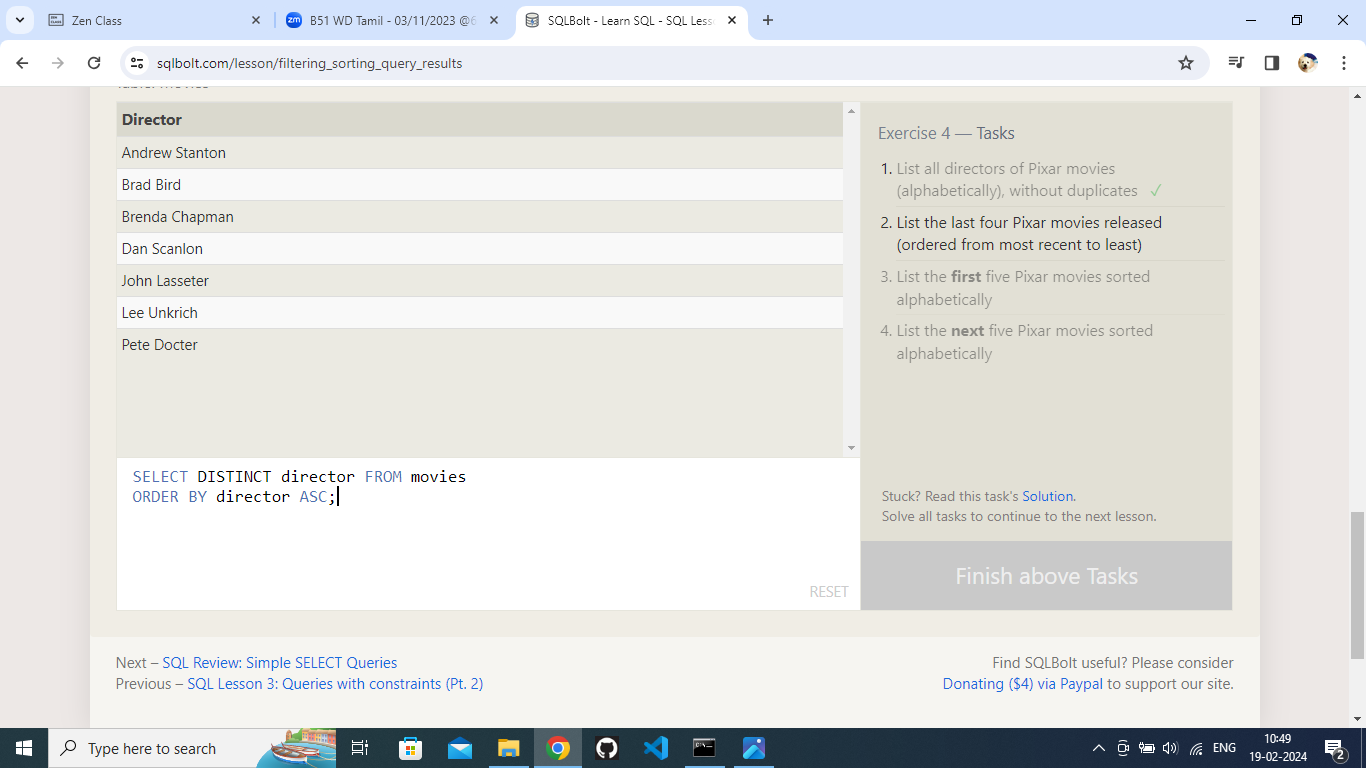 Zen Class
B51 WD Tamil - 03/11/2023 @6
SQLBolt - Learn SQL - SQL Less
sqlbolt.com/lesson/filtering_sorting_query_results
Director
Andrew Stanton
Brad Bird
Brenda Chapman
Dan Scanlon
John Lasseter
Lee Unkrich
Pete Docter
SELECT DISTINCT director FROM movies
ORDER BY director ASC;
RESET
Exercise 4 — Tasks
1. List all directors of Pixar movies
(alphabetically), without duplicates ✓
2. List the last four Pixar movies released
(ordered from most recent to least)
3. List the first five Pixar movies sorted
alphabetically
4. List the next five Pixar movies sorted
alphabetically
Stuck? Read this task's Solution.
Solve all tasks to continue to the next lesson.
Finish above Tasks
Next – SQL Review: Simple SELECT Queries
Previous – SQL Lesson 3: Queries with constraints (Pt. 2)
Find SQLBolt useful? Please consider
Donating ($4) via Paypal to support our site.
Type here to search
ENG
10:49
19-02-2024
2